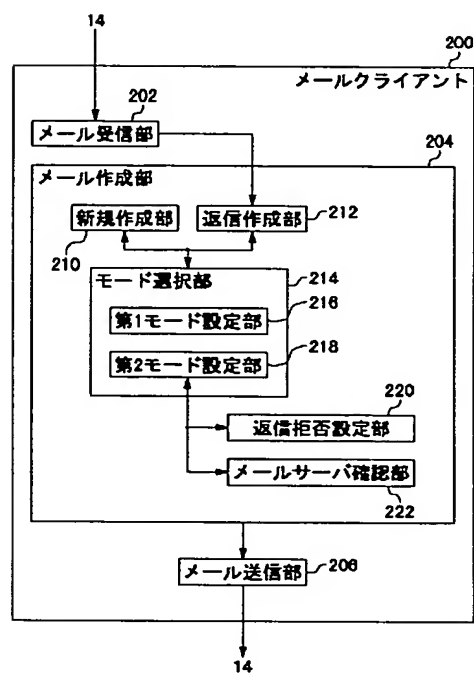 14
200
メールクライアント
202
メール受信部
204
メール作成部
新規作成部
返信作成部
212
210
モード選択部
214
216
第1モード設定部
218
第2モード設定部
220
返信拒否設定部
メールサーバ確認部
222
メール送信部
206
14